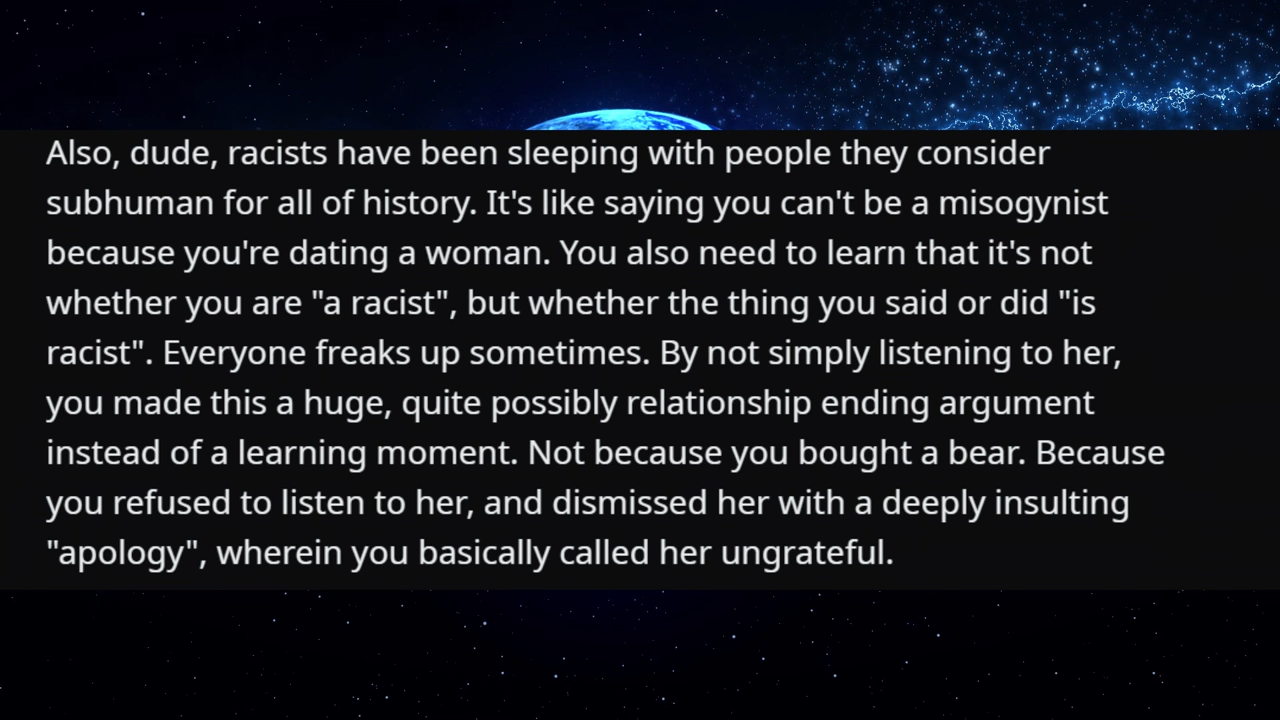 Also, dude, racists have been sleeping with people they consider
subhuman for all of history. It's like saying you can't be a misogynist
because you're dating a woman. You also need to learn that it's not
whether you are "a racist", but whether the thing you said or did "is
racist". Everyone freaks up sometimes. By not simply listening to her,
you made this a huge, quite possibly relationship ending argument
instead of a learning moment. Not because you bought a bear. Because
you refused to listen to her, and dismissed her with a deeply insulting
"apology", wherein you basically called her ungrateful.